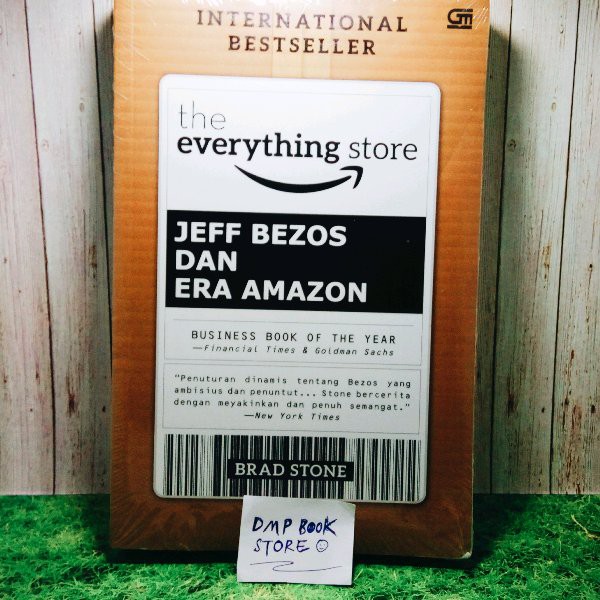 INTERNATIONAL
BESTSELLER
the
everything store
JEFF BEZOS
DAN
ERA AMAZON
BUSINESS BOOK OF THE YEAR
—Financial Times & Goldman Sachs
"Penuturan dinamis tentang Bezos yang
ambisius dan penuntut... Stone bercerita
dengan meyakinkan dan penuh semangat."
—New York Times
BRAD STONE
DMP BOOK
STORE